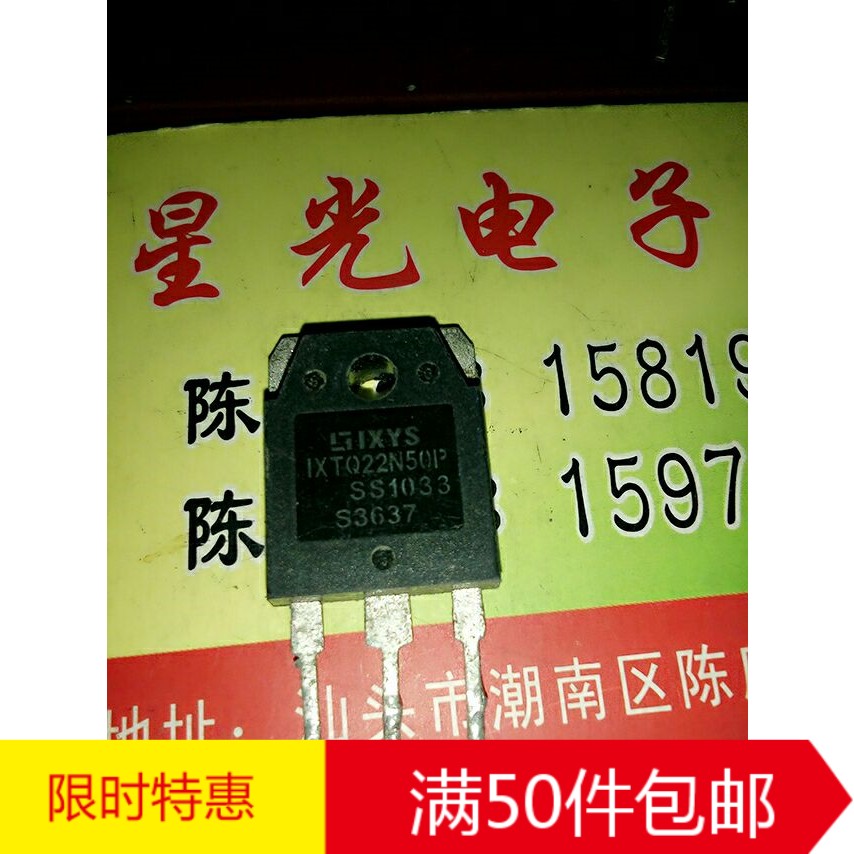 星光电子
陈 15819
陈 1597
IXYS
IXTQ22N50P
SS1033
S3637
地址：汕头市潮南区陈
限时特惠
满50件包邮